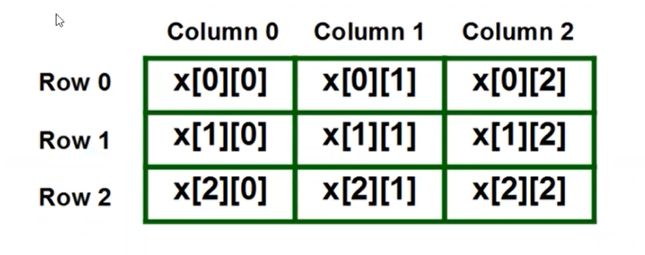 Column 0 Column 1 Column 2
Row 0 x[0][0] x[0][1] x[0][2]
Row 1 x[1][0] x[1][1] x[1][2]
Row 2 x[2][0] x[2][1] x[2][2]